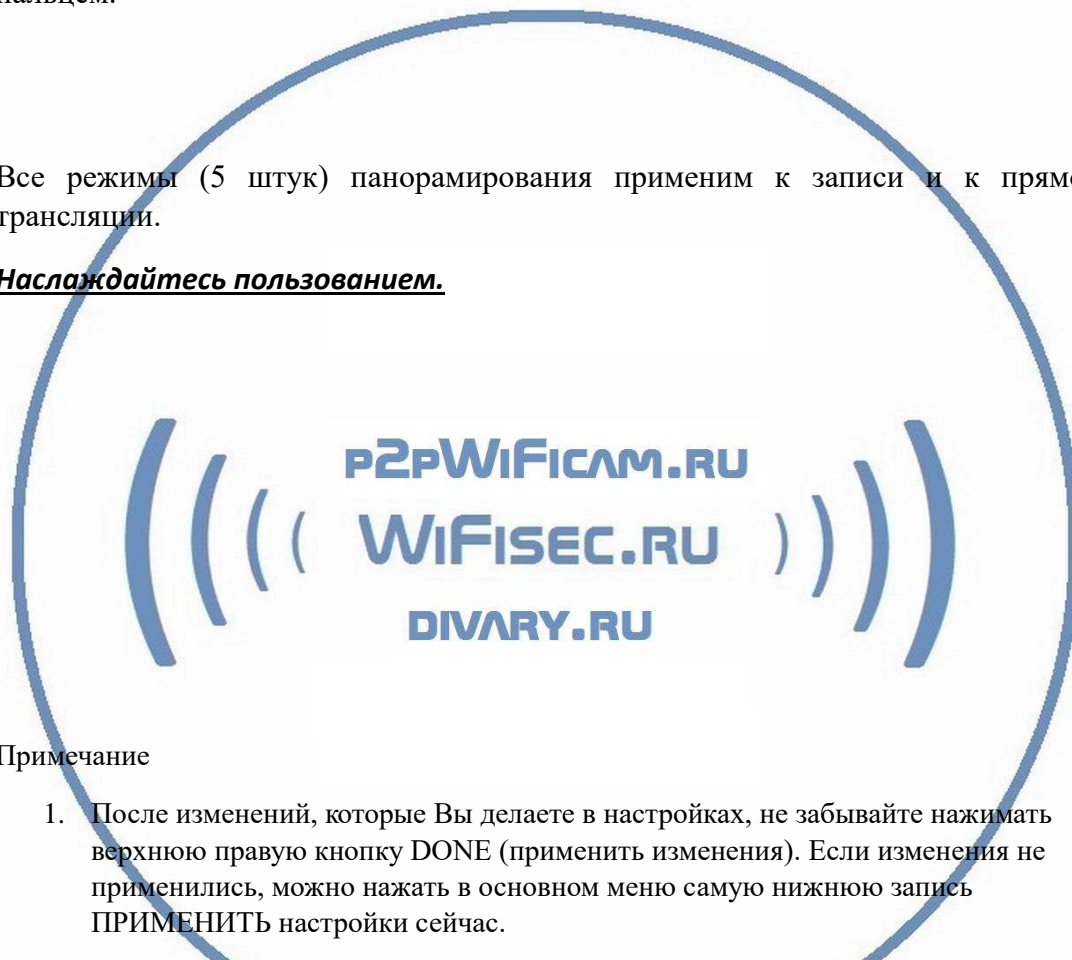 пальцем.
Все режимы (5 штук) панорамирования применим к записи и к
трансляции.
Наслаждайтесь пользованием.
P2PWIFICAM.RU
WIFISEC.RU
DIVARY.RU
Примечание
1. После изменений, которые Вы делаете в настройках, не забывайте нажимать
верхнюю правую кнопку DONE (применить изменения). Если изменения не
применились, можно нажать в основном меню самую нижнюю запись
ПРИМЕНИТЬ настройки сейчас.